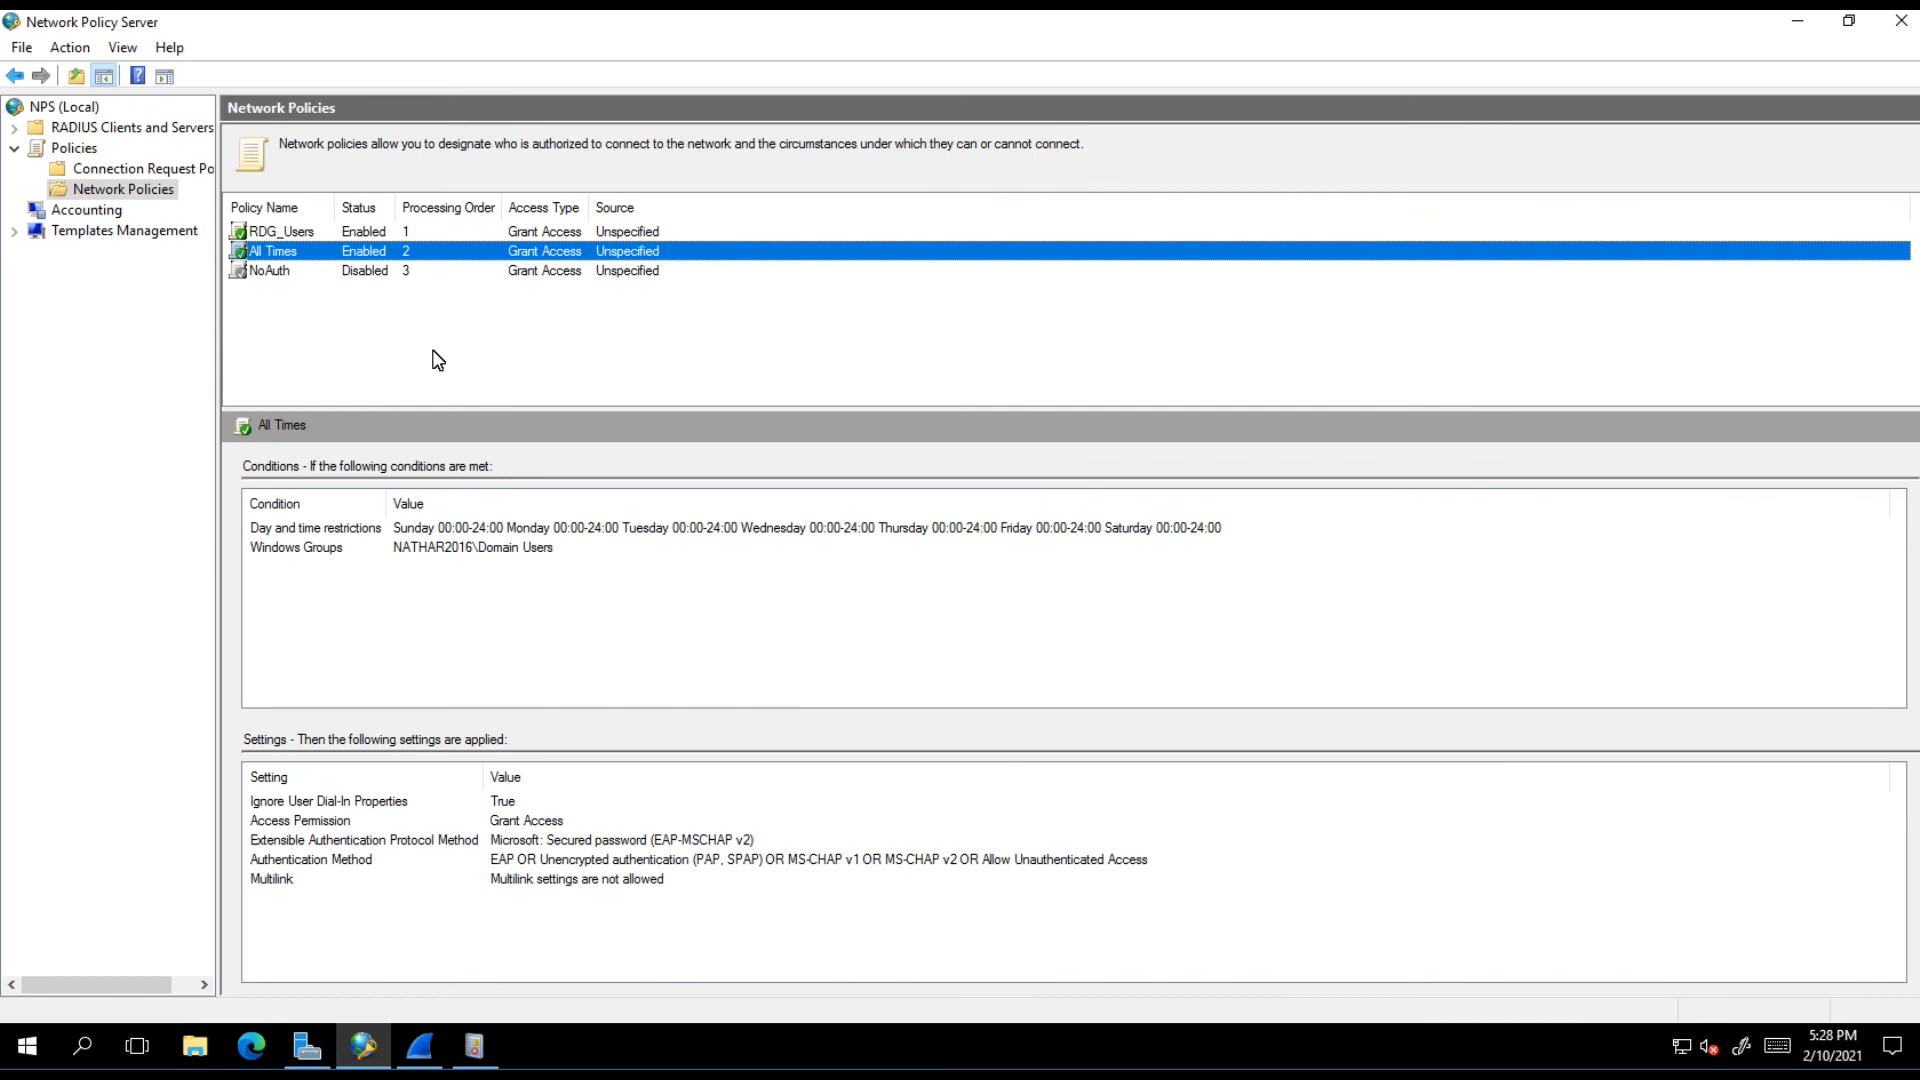 Network Policy Server
File Action View Help
NPS (Local)
RADIUS Clients and Servers
Policies
Connection Request Po
Network Policies
Accounting
Templates Management
Network Policies
Network policies allow you to designate who is authorized to connect to the network and the circumstances under which they can or cannot connect.
Policy Name Status Processing Order Access Type Source
RDG_Users Enabled 1 Grant Access Unspecified
All Times Enabled 2 Grant Access Unspecified
NoAuth Disabled 3 Grant Access Unspecified
All Times
Conditions - If the following conditions are met:
Condition Value
Day and time restrictions Sunday 00:00-24:00 Monday 00:00-24:00 Tuesday 00:00-24:00 Wednesday 00:00-24:00 Thursday 00:00-24:00 Friday 00:00-24:00 Saturday 00:00-24:00
Windows Groups NATHAR2016\Domain Users
Settings - Then the following settings are applied:
Setting Value
Ignore User Dial-In Properties True
Access Permission Grant Access
Extensible Authentication Protocol Method Microsoft: Secured password (EAP-MSCHAP v2)
Authentication Method EAP OR Unencrypted authentication (PAP, SPAP) OR MS-CHAP v1 OR MS-CHAP v2 OR Allow Unauthenticated Access
Multilink Multilink settings are not allowed
5:28 PM
2/10/2021